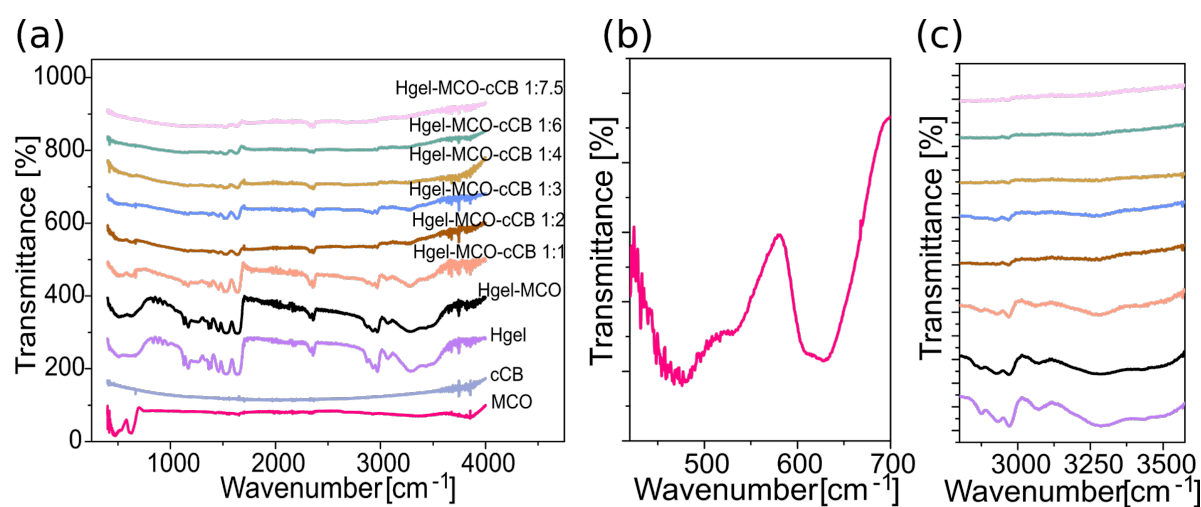 (a)
Transmittance [%]
1000
800
600
400
200
0
Hgel-MCO-cCB 1:7.5
Hgel-MCO-cCB 1:6
Hgel-MCO-cCB 1:4
Hgel-MCO-cCB 1:3
Hgel-MCO-cCB 1:2
Hgel-MCO-cCB 1:1
Hgel-MCO
Hgel
cCB
MCO
1000 2000 3000 4000
Wavenumber[cm⁻¹]
(b)
Transmittance [%]
500 600 700
Wavenumber[cm⁻¹]
(c)
Transmittance [%]
3000 3250 3500
Wavenumber[cm⁻¹]